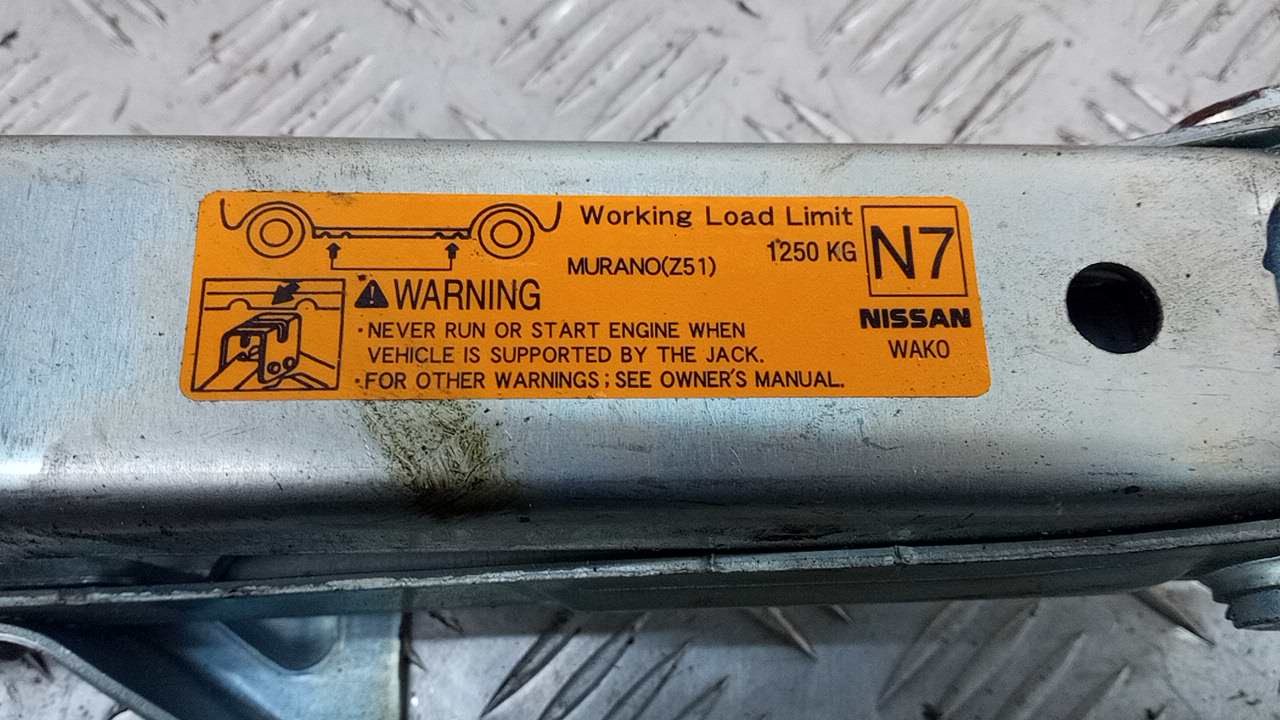 Working Load Limit
1250 KG
MURANO(Z51)
N7
NISSAN
WAKO
WARNING
·NEVER RUN OR START ENGINE WHEN
VEHICLE IS SUPPORTED BY THE JACK.
·FOR OTHER WARNINGS; SEE OWNER'S MANUAL.